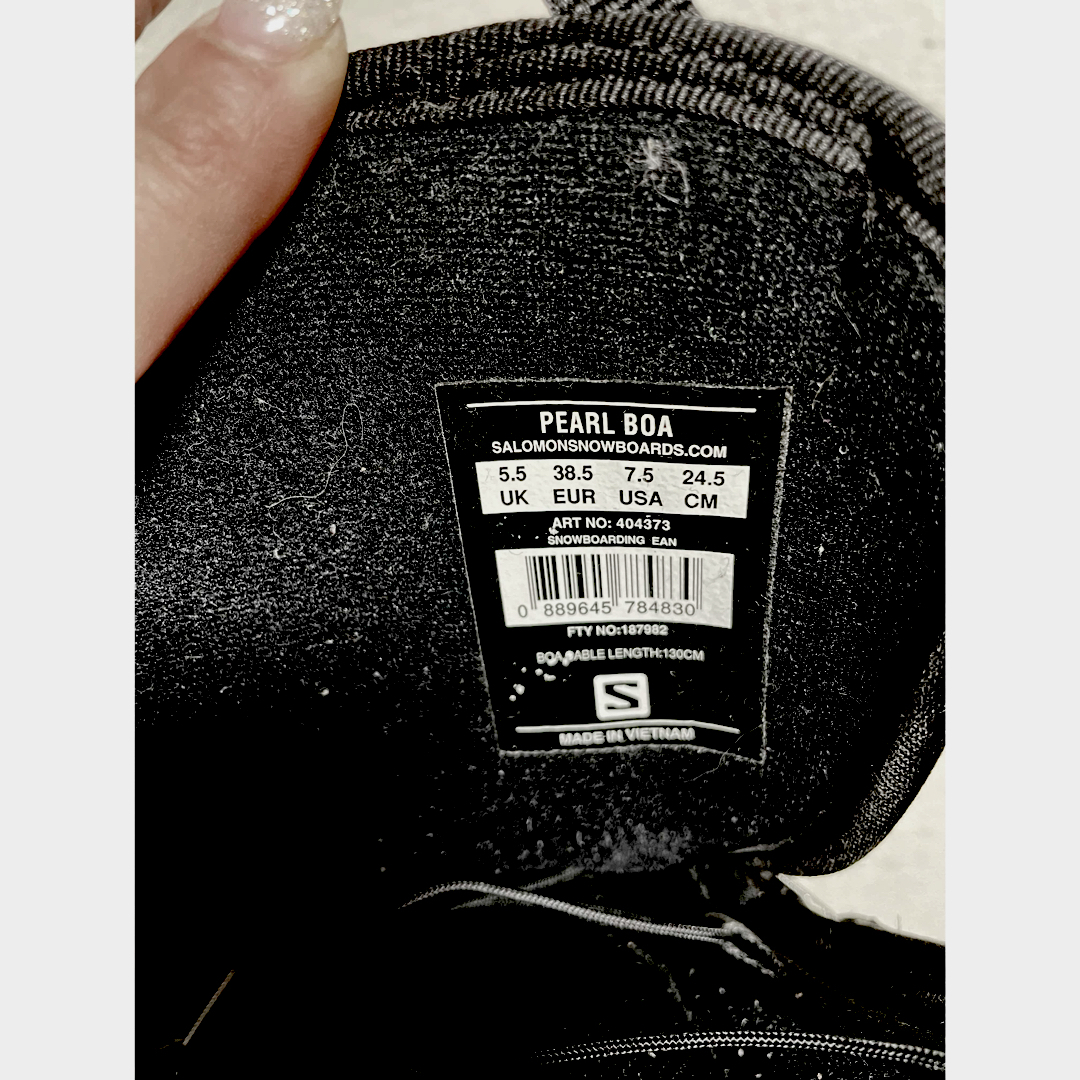 PEARL BOA
SALOMONSNOWBOARDS.COM
5.5 38.5 7.5 24.5
UK EUR USA CM
ART NO: 404373
SNOWBOARDING EAN
0 889645 784830
FTY NO:187982
BOA CABLE LENGTH:130CM
S
MADE IN VIETNAM